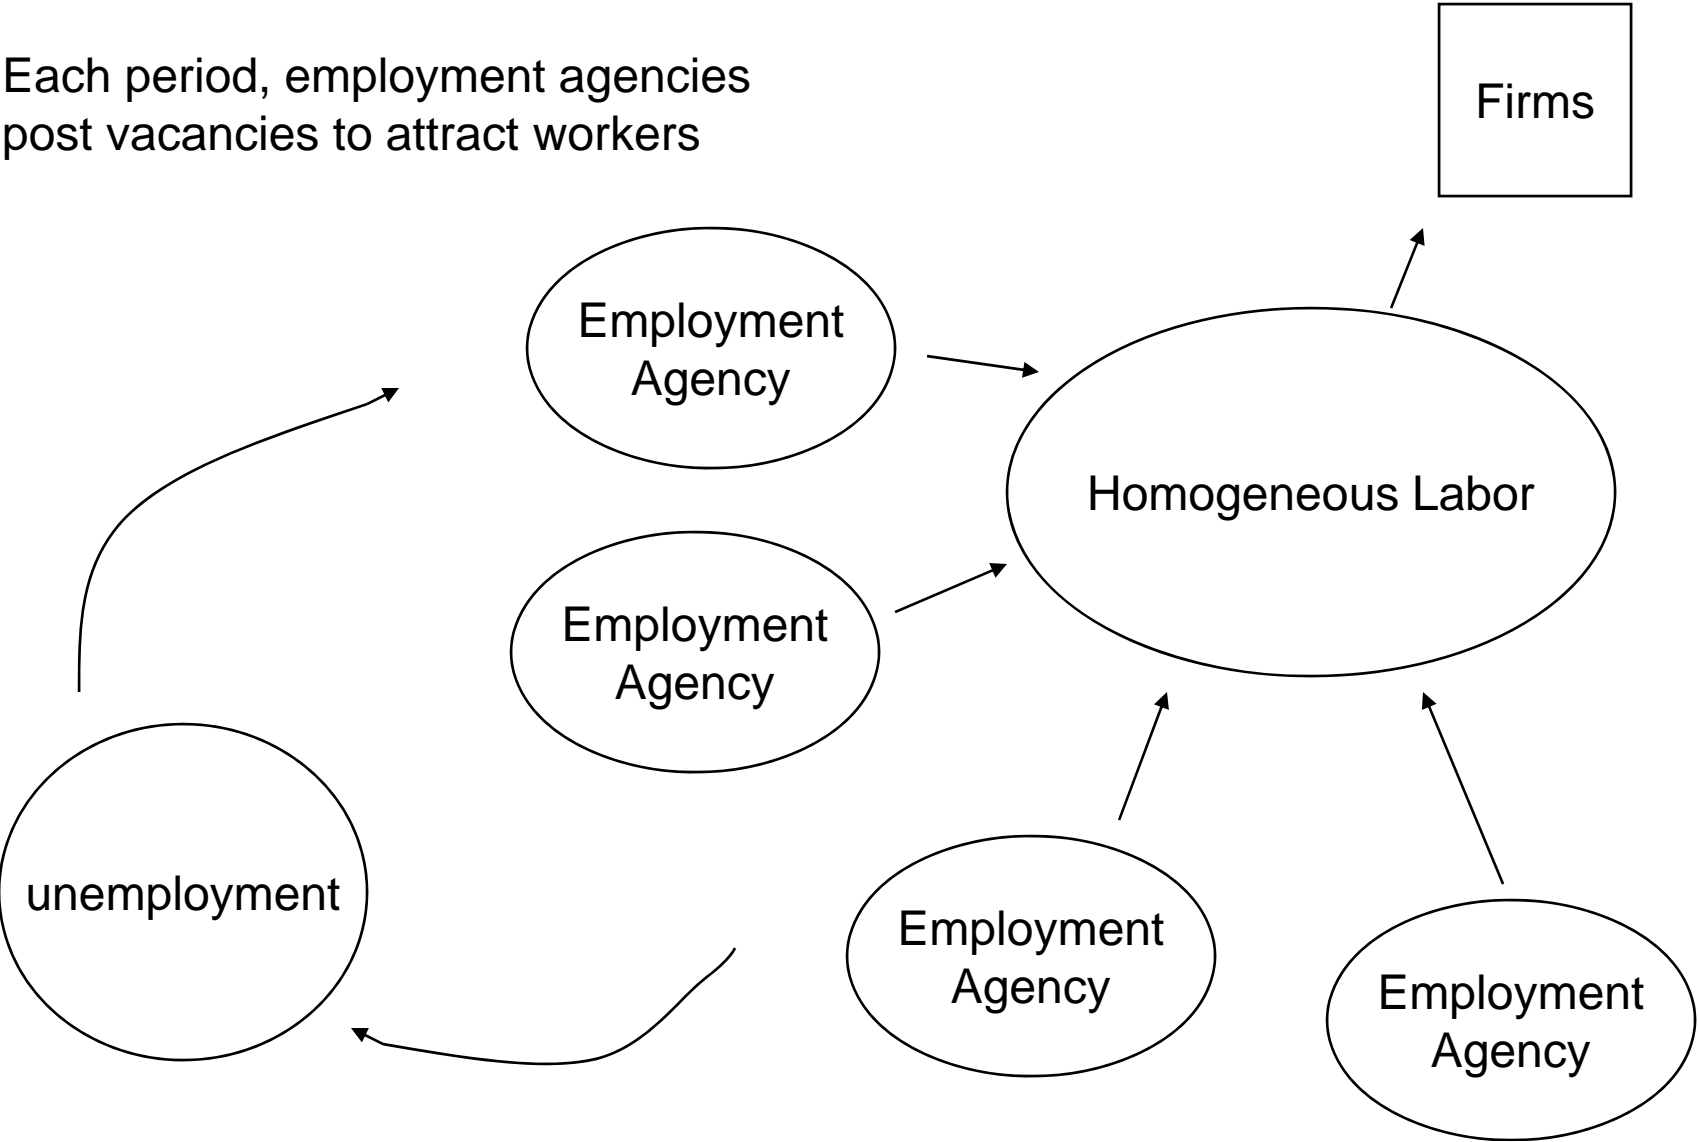 Each period, employment agencies
post vacancies to attract workers
Firms
Employment
Agency
Homogeneous Labor
Employment
Agency
unemployment
Employment
Agency
Employment
Agency